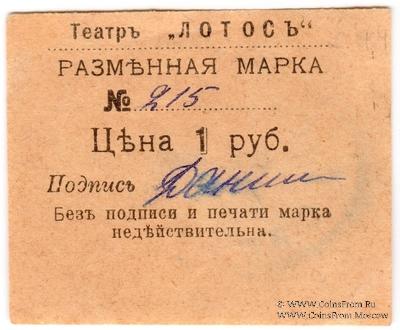 Театръ „ЛОТОСЪ“
РАЗМѢННАЯ МАРКА
№ 215
Цѣна 1 руб.
Подпись
Безъ подписи и печати марка
недѣйствительна.
© WWW.CoinsFrom.Ru
© CoinsFrom.Moscow